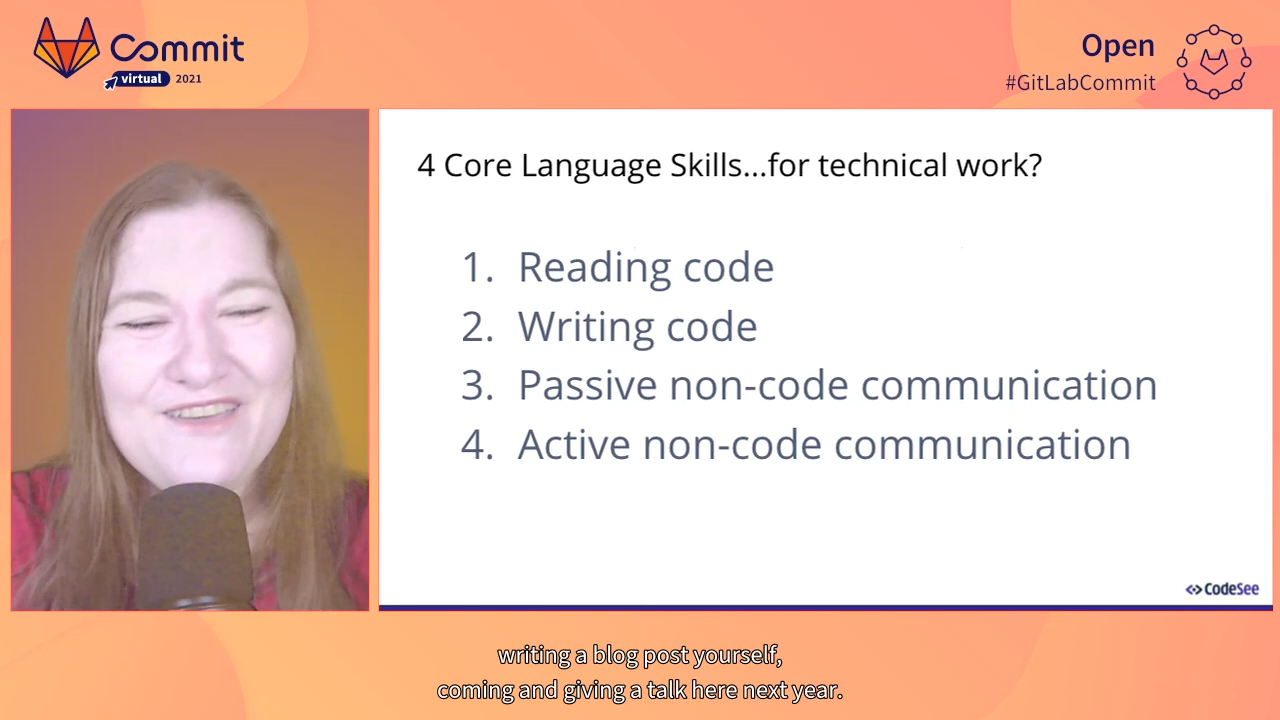 Commit
virtual 2021
Open
#GitLabCommit
4 Core Language Skills...for technical work?
1. Reading code
2. Writing code
3. Passive non-code communication
4. Active non-code communication
CodeSee
writing a blog post yourself,
coming and giving a talk here next year.